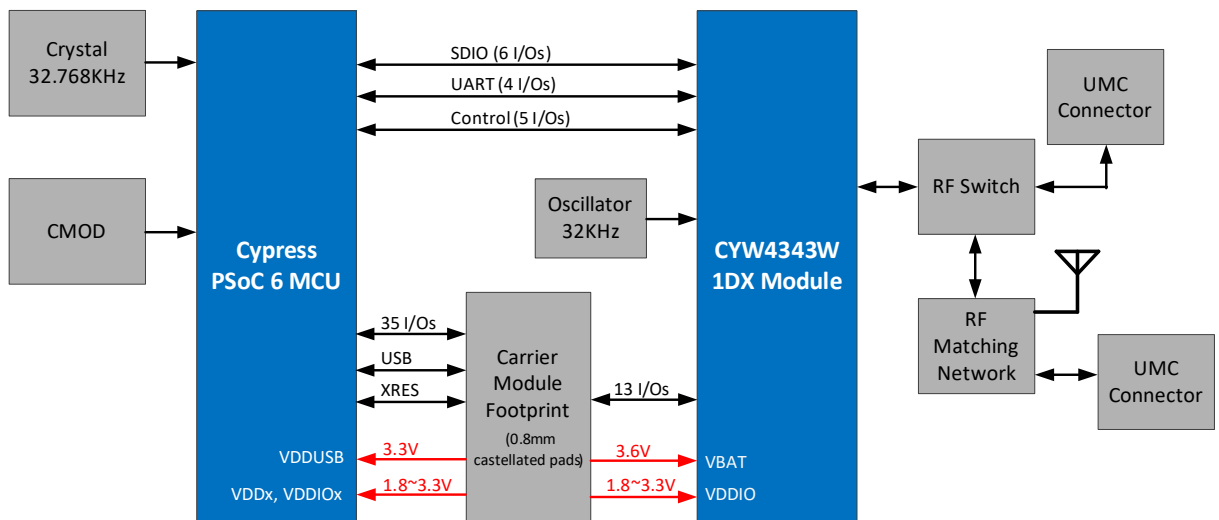 Crystal
32.768KHz
CMOD
Cypress
PSoC 6 MCU
SDIO (6 I/Os)
UART (4 I/Os)
Control (5 I/Os)
Oscillator
32KHz
CYW4343W
1DX Module
RF Switch
UMC
Connector
RF
Matching
Network
UMC
Connector
35 I/Os
USB
XRES
Carrier
Module
Footprint
(0.8mm
castellated pads)
13 I/Os
VDDUSB
3.3V
3.6V
VBAT
VDDx, VDDIOx
1.8~3.3V
1.8~3.3V
VDDIO